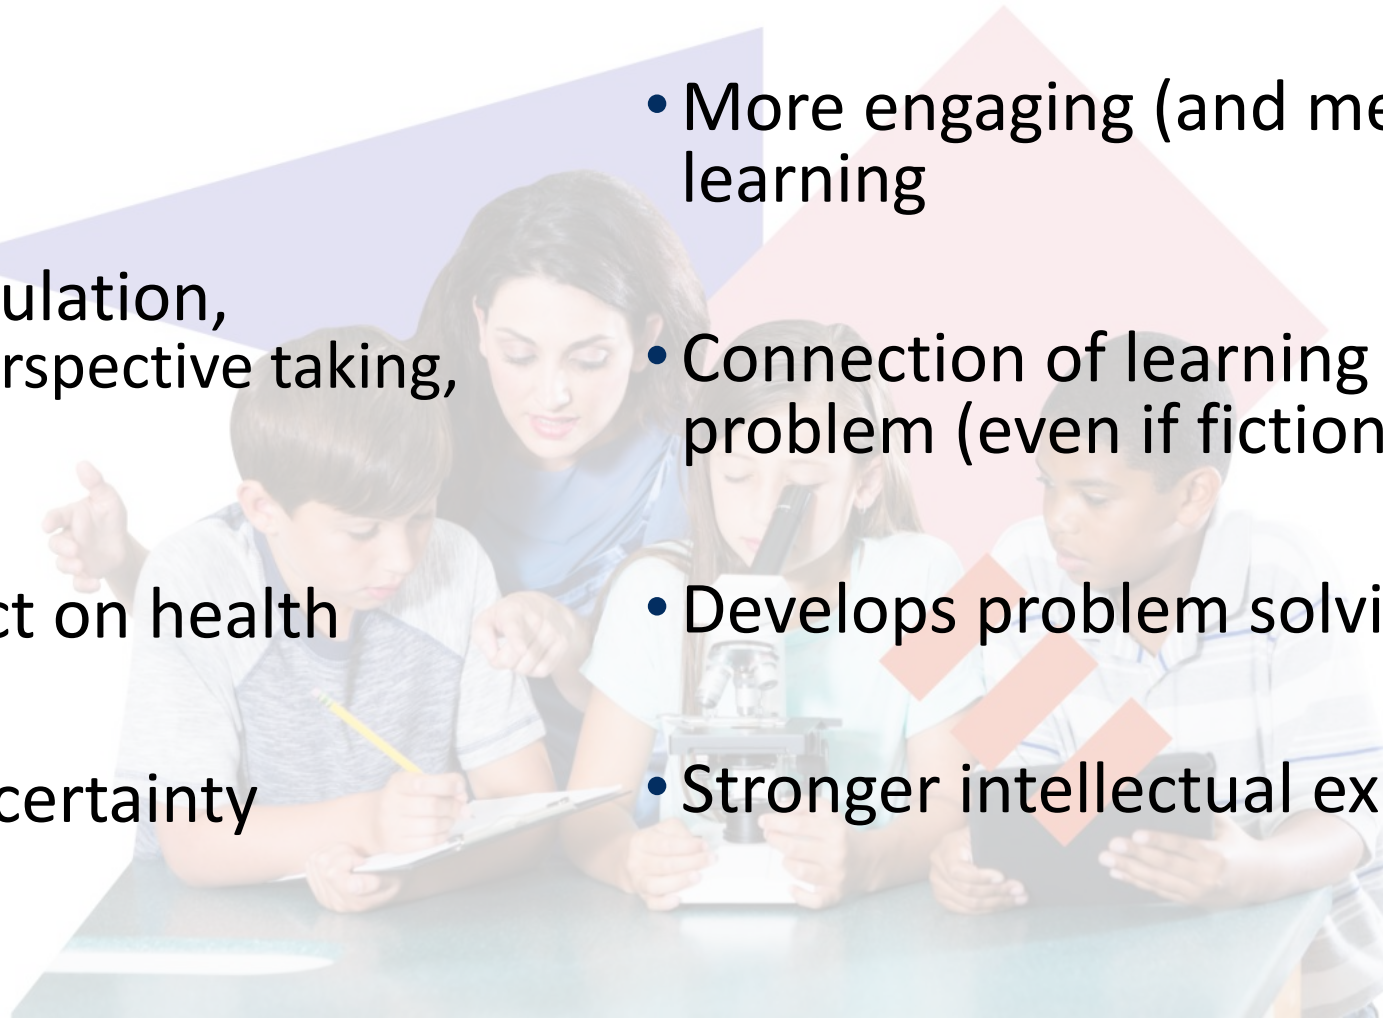 ulation,
rspective taking,
ct on health
certainty
• More engaging (and me
learning
• Connection of learning
problem (even if fiction
• Develops problem solvi
• Stronger intellectual ex